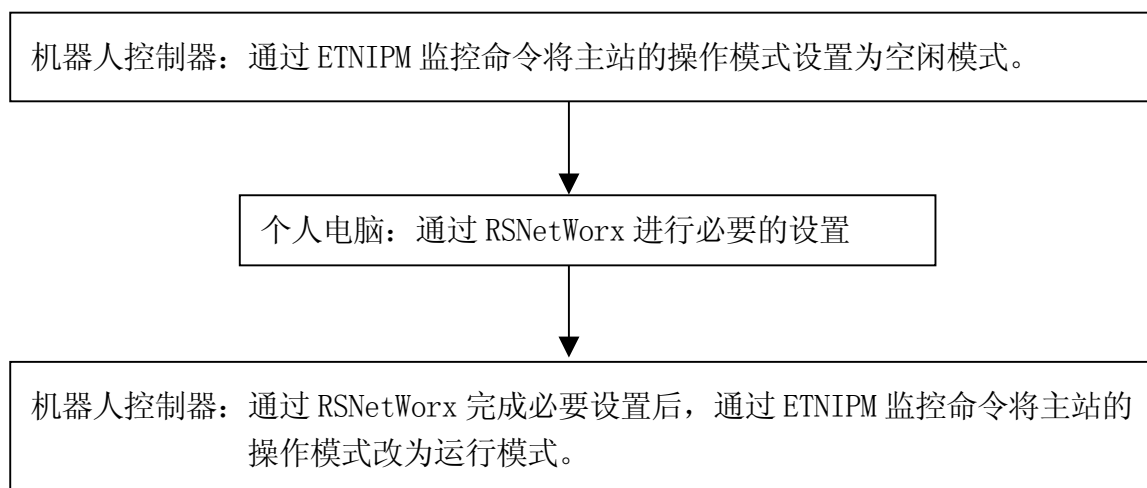 机器人控制器：通过 ETNIPM 监控命令将主站的操作模式设置为空闲模式。
个人电脑：通过 RSNetWorx 进行必要的设置
机器人控制器：通过 RSNetWorx 完成必要设置后，通过 ETNIPM 监控命令将主站的
操作模式改为运行模式。